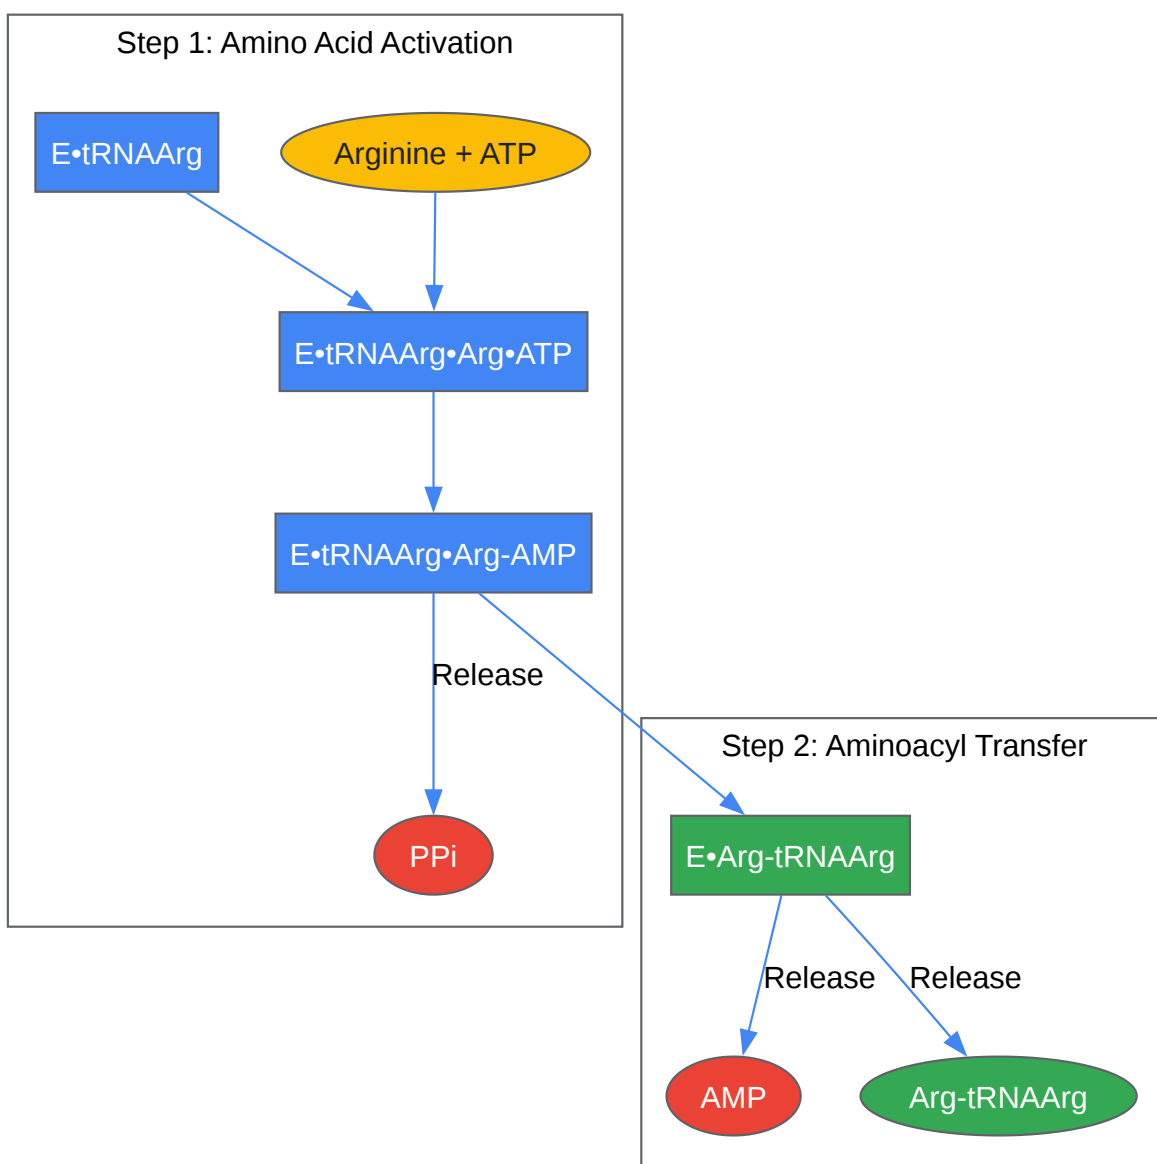 Step 1: Amino Acid Activation
E•tRNAArg
Arginine + ATP
E•tRNAArg•Arg•ATP
E•tRNAArg•Arg-AMP
Release
PPi
Step 2: Aminoacyl Transfer
E•Arg-tRNAArg
Release
Release
AMP
Arg-tRNAArg